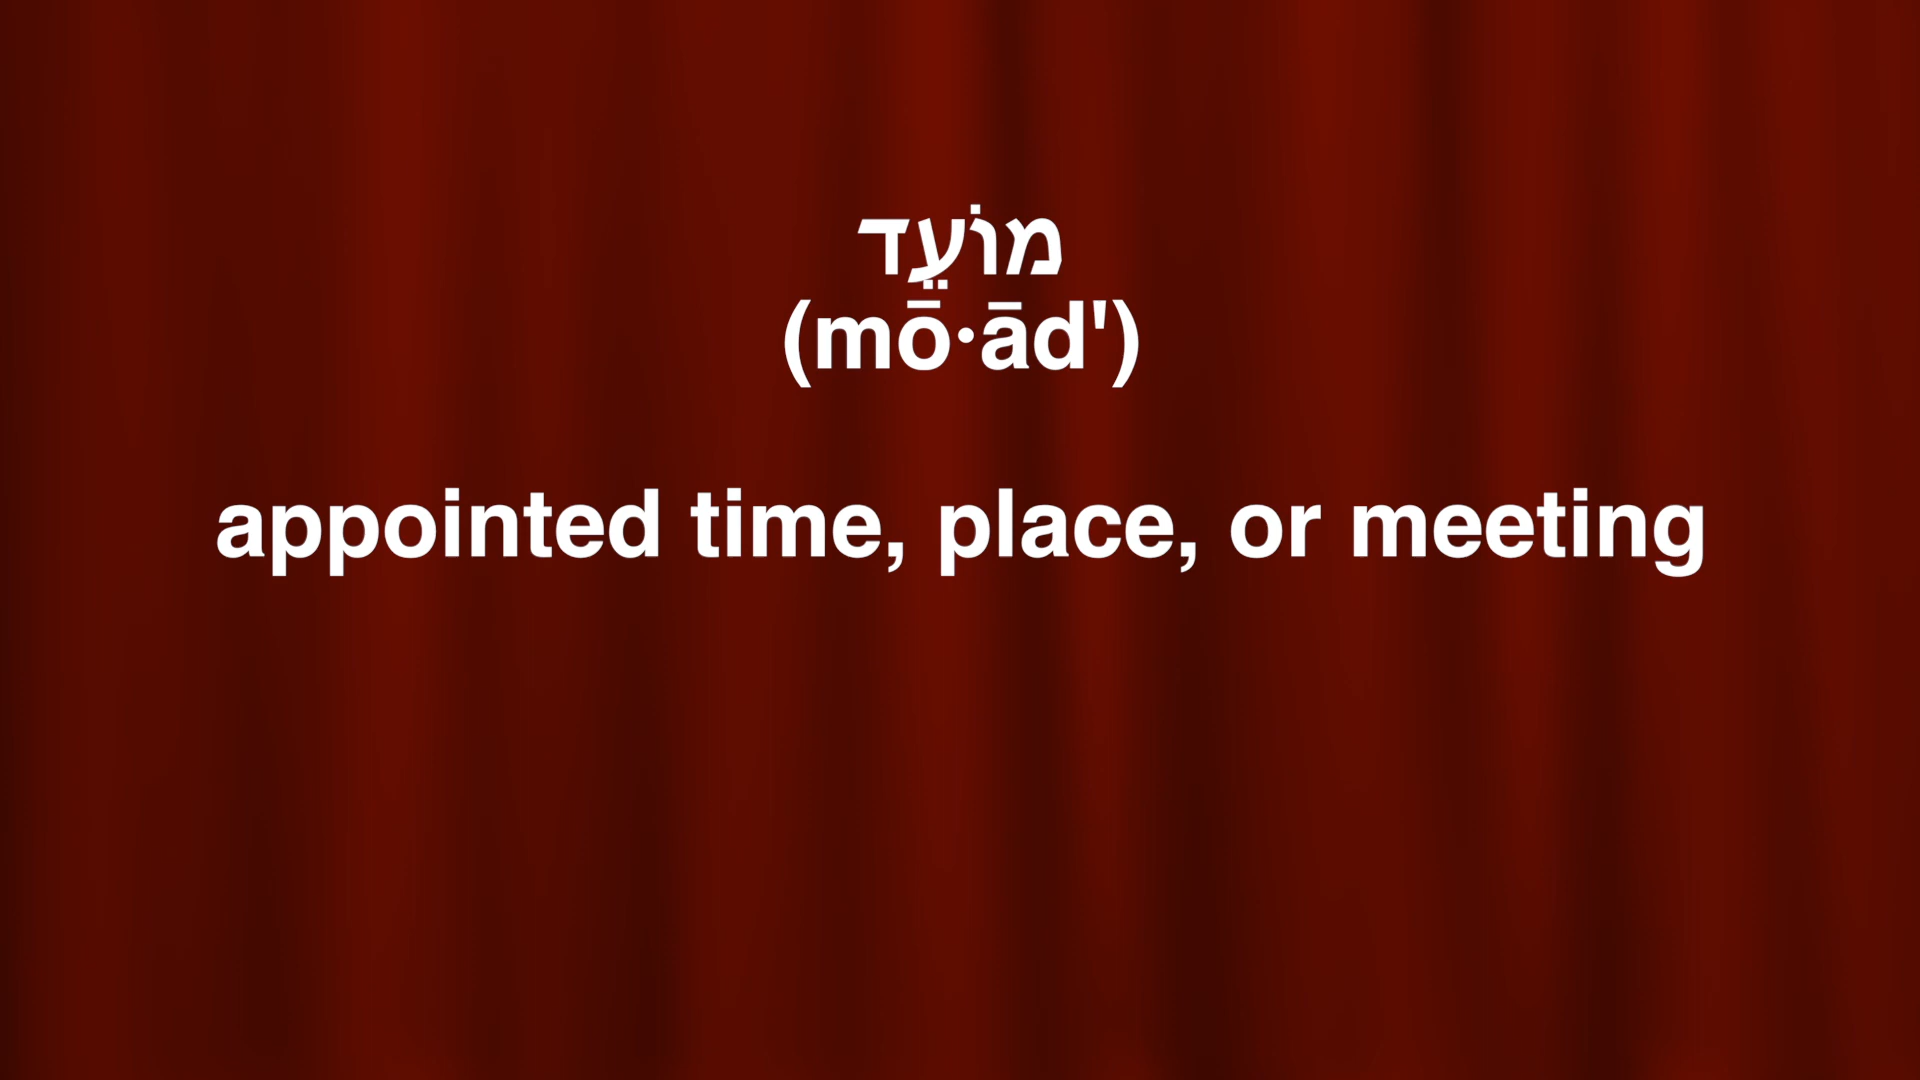 מוֹעֵד
(mō·ād')
appointed time, place, or meeting